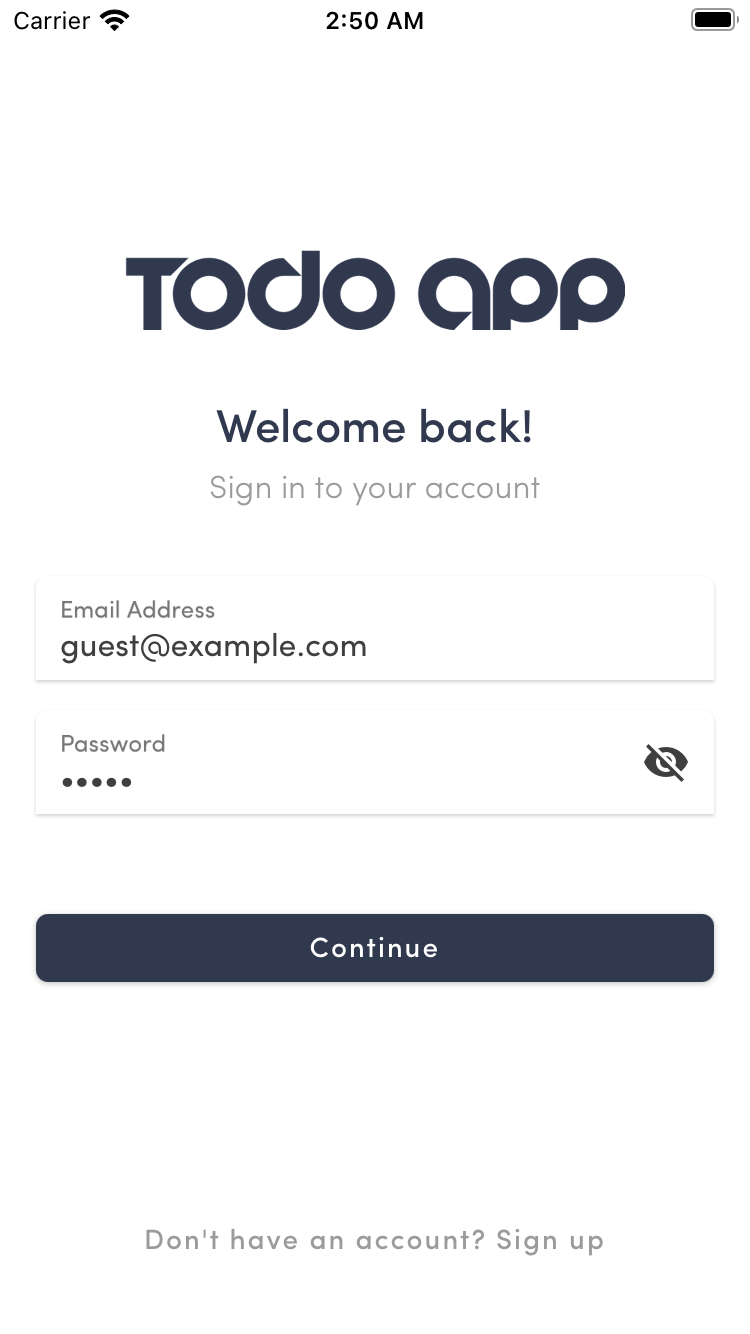 Carrier 2:50 AM
Todo app
Welcome back!
Sign in to your account
Email Address
guest@example.com
Password
•••••
Continue
Don't have an account? Sign up